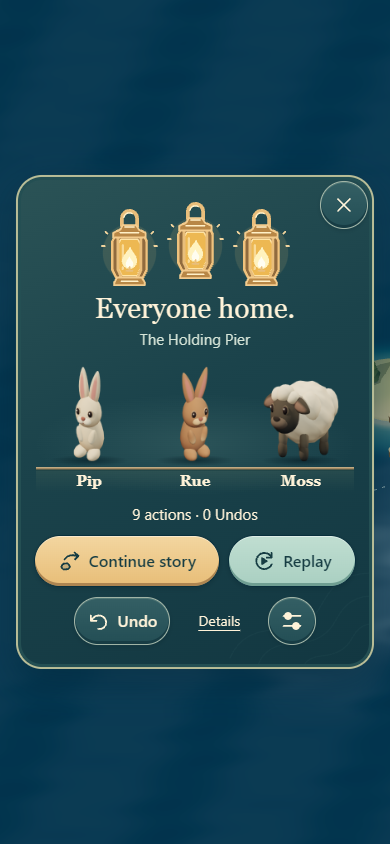 Everyone home.
The Holding Pier
Pip Rue Moss
9 actions · 0 Undos
Continue story Replay
Undo Details